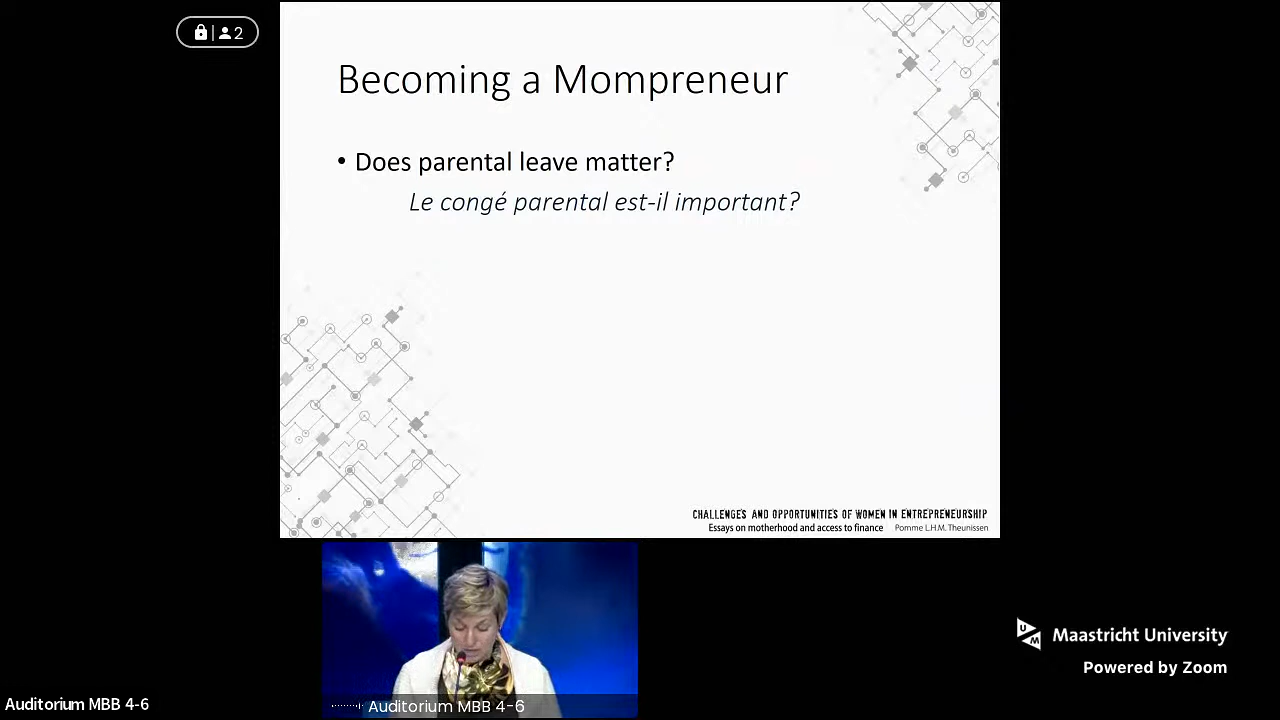 2
Becoming a Mompreneur
• Does parental leave matter?
Le congé parental est-il important?
CHALLENGES AND OPPORTUNITIES OF WOMEN IN ENTREPRENEURSHIP
Essays on motherhood and access to finance Pomme L.H.M. Theunissen
UM
Maastricht University
Powered by Zoom
Auditorium MBB 4-6
Auditorium MBB 4-6